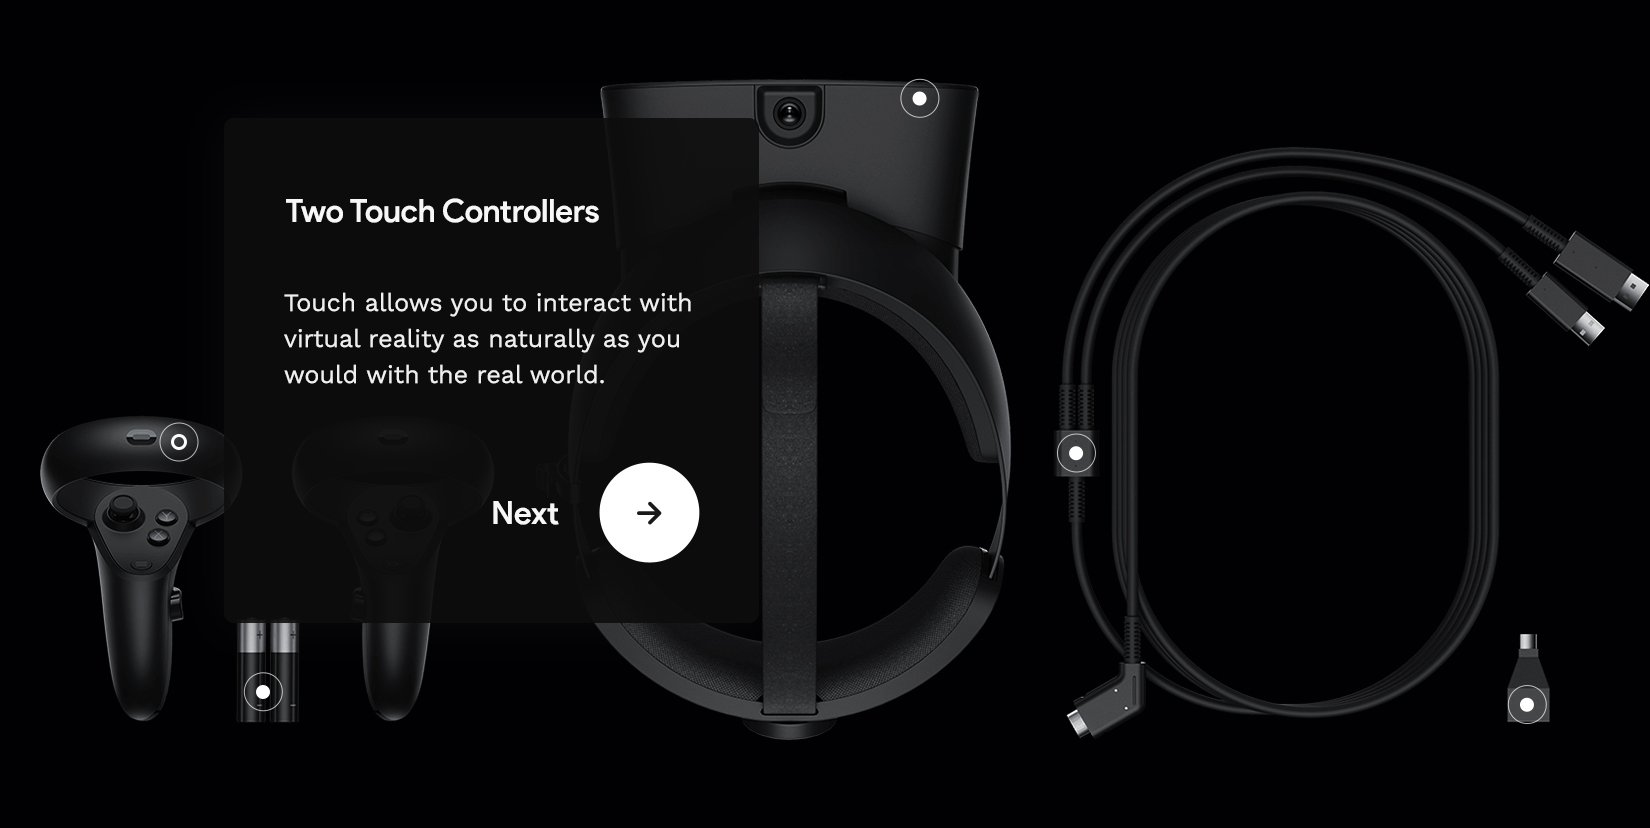 Two Touch Controllers
Touch allows you to interact with
virtual reality as naturally as you
would with the real world.
Next